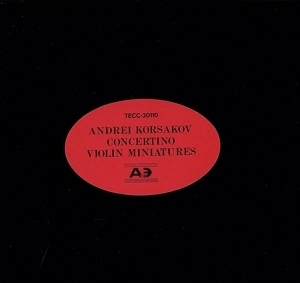 TECC-30110
ANDREI KORSAKOV
CONCERTINO
VIOLIN MINIATURES